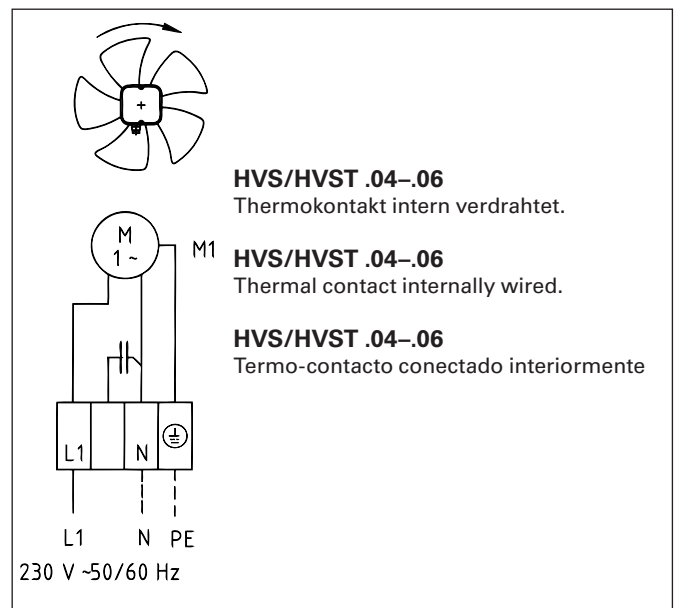 HVS/HVST .04–.06
Thermokontakt intern verdrahtet.
HVS/HVST .04–.06
Thermal contact internally wired.
HVS/HVST .04–.06
Termo-contacto conectado interiormente
M
1 ~
M1
L1
N
L1
N
PE
230 V ~50/60 Hz